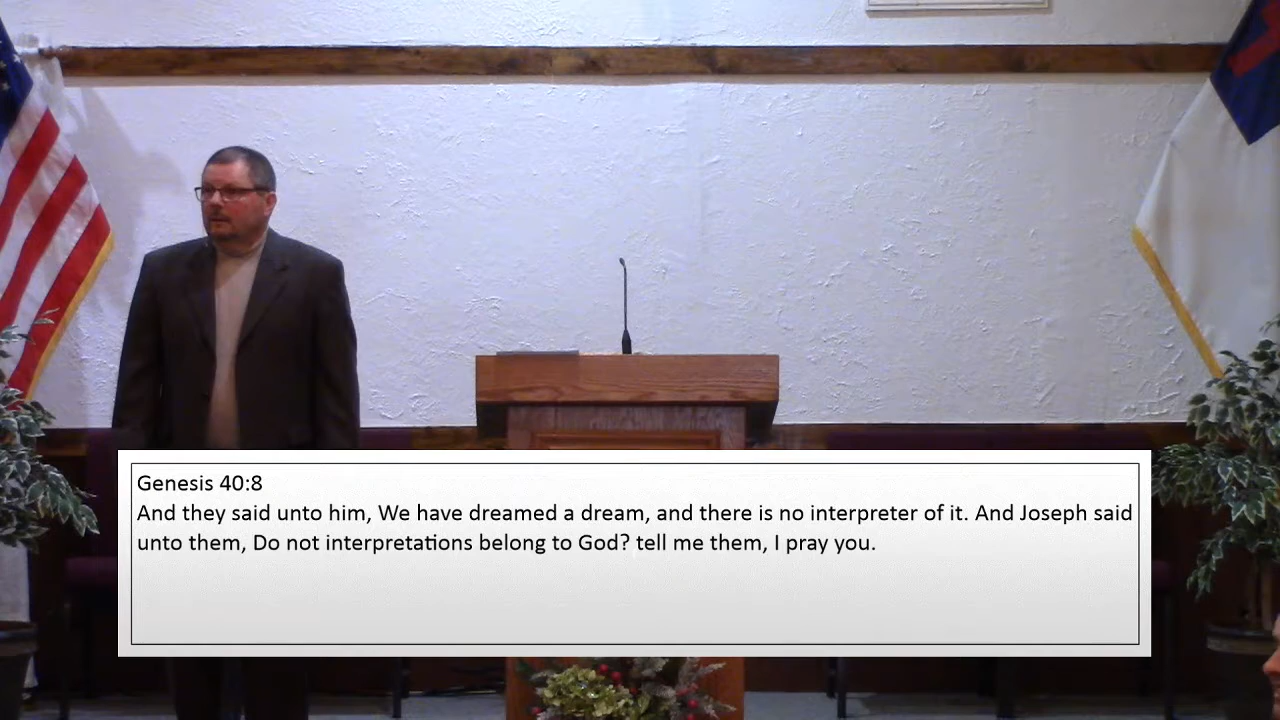 Genesis 40:8
And they said unto him, We have dreamed a dream, and there is no interpreter of it. And Joseph said
unto them, Do not interpretations belong to God? tell me them, I pray you.